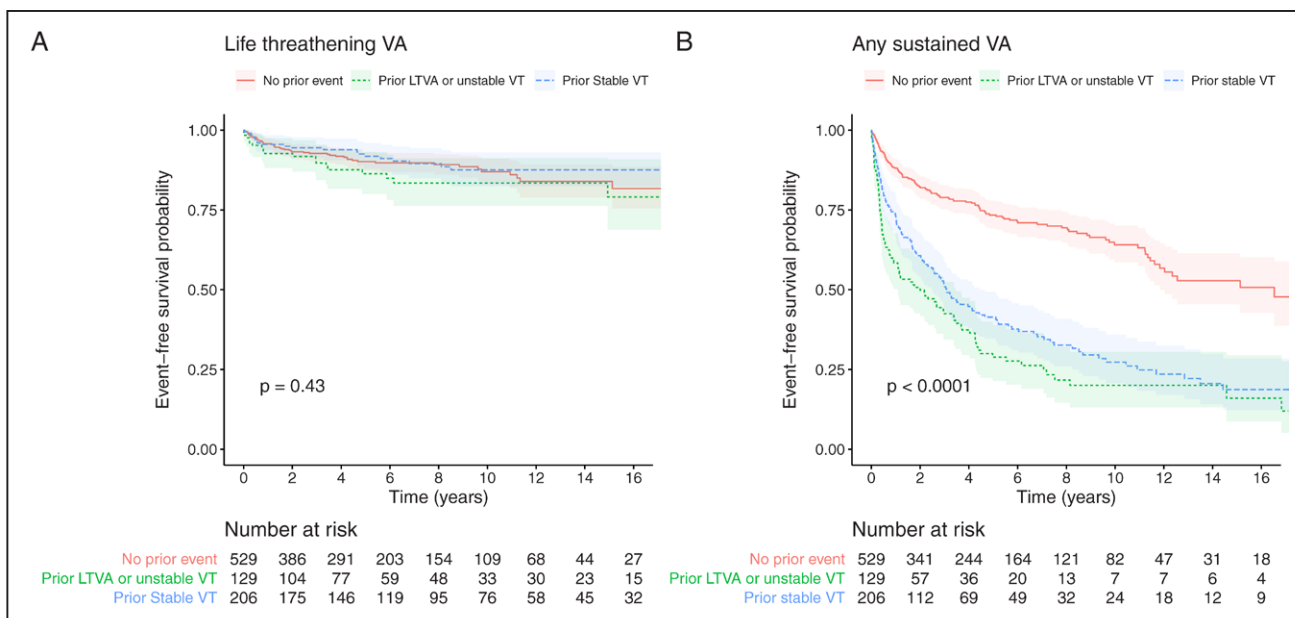 A
Life threathening VA
No prior event Prior LTVA or unstable VT Prior Stable VT
Event−free survival probability
1.00
0.75
0.50
0.25
0.00
p = 0.43
0 2 4 6 8 10 12 14 16
Time (years)
Number at risk
No prior event 529 386 291 203 154 109 68 44 27
Prior LTVA or unstable VT 129 104 77 59 48 33 30 23 15
Prior Stable VT 206 175 146 119 95 76 58 45 32
B
Any sustained VA
No prior event Prior LTVA or unstable VT Prior stable VT
Event−free survival probability
1.00
0.75
0.50
0.25
0.00
p < 0.0001
0 2 4 6 8 10 12 14 16
Time (years)
Number at risk
No prior event 529 341 244 164 121 82 47 31 18
Prior LTVA or unstable VT 129 57 36 20 13 7 7 6 4
Prior stable VT 206 112 69 49 32 24 18 12 9